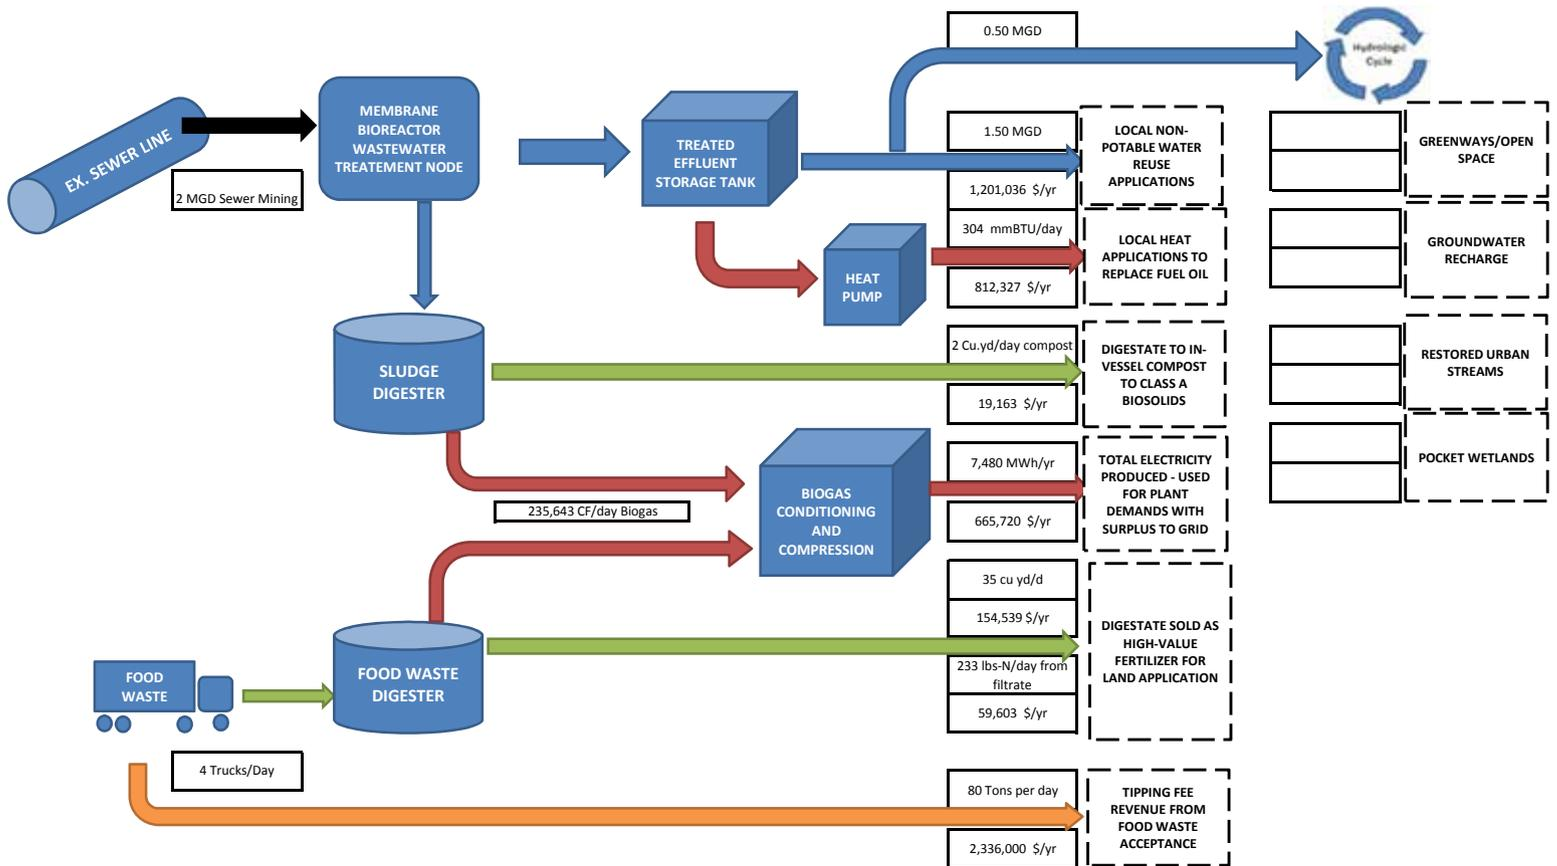 0.50 MGD
Hydrologic
Cycle
EX. SEWER LINE
2 MGD Sewer Mining
MEMBRANE
BIOREACTOR
WASTEWATER
TREATEMENT NODE
TREATED
EFFLUENT
STORAGE TANK
1.50 MGD
1,201,036 $/yr
LOCAL NON-
POTABLE WATER
REUSE
APPLICATIONS
GREENWAYS/OPEN
SPACE
HEAT
PUMP
304 mmBTU/day
812,327 $/yr
LOCAL HEAT
APPLICATIONS TO
REPLACE FUEL OIL
GROUNDWATER
RECHARGE
SLUDGE
DIGESTER
2 Cu.yd/day compost
19,163 $/yr
DIGESTATE TO IN-
VESSEL COMPOST
TO CLASS A
BIOSOLIDS
RESTORED URBAN
STREAMS
235,643 CF/day Biogas
BIOGAS
CONDITIONING
AND
COMPRESSION
7,480 MWh/yr
665,720 $/yr
TOTAL ELECTRICITY
PRODUCED - USED
FOR PLANT
DEMANDS WITH
SURPLUS TO GRID
POCKET WETLANDS
FOOD
WASTE
4 Trucks/Day
FOOD WASTE
DIGESTER
35 cu yd/d
154,539 $/yr
233 lbs-N/day from
filtrate
59,603 $/yr
DIGESTATE SOLD AS
HIGH-VALUE
FERTILIZER FOR
LAND APPLICATION
80 Tons per day
2,336,000 $/yr
TIPPING FEE
REVENUE FROM
FOOD WASTE
ACCEPTANCE